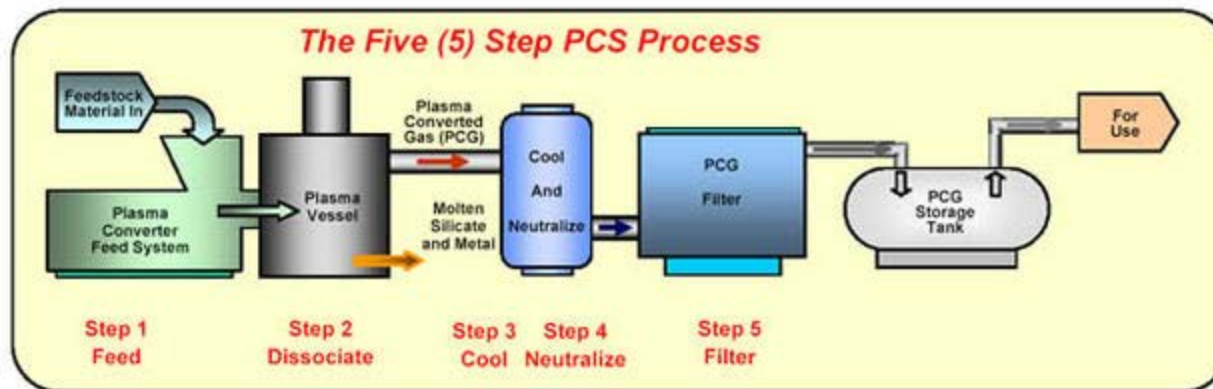 The Five (5) Step PCS Process
Feedstock
Material In
Plasma
Converter
Feed System
Plasma
Vessel
Plasma
Converted
Gas (PCG)
Molten
Silicate
and Metal
Cool
And
Neutralize
PCG
Filter
PCG
Storage
Tank
For
Use
Step 1
Feed
Step 2
Dissociate
Step 3
Cool
Step 4
Neutralize
Step 5
Filter